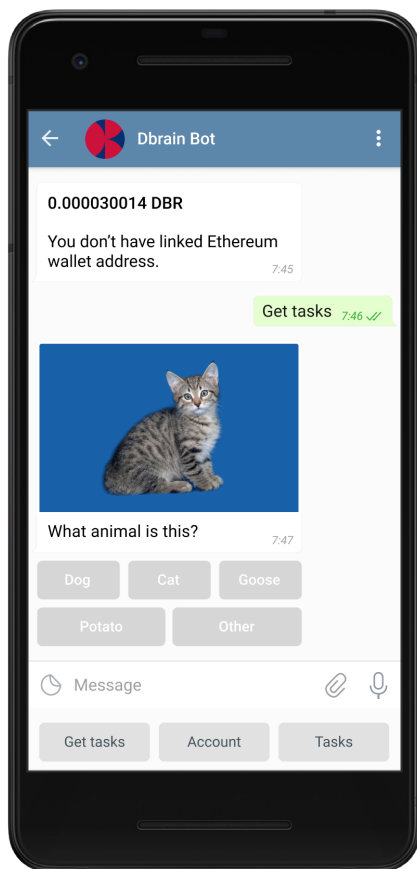 Dbrain Bot
0.000030014 DBR
You don’t have linked Ethereum
wallet address.
7:45
Get tasks 7:46
What animal is this?
7:47
Dog Cat Goose
Potato Other
Message
Get tasks Account Tasks